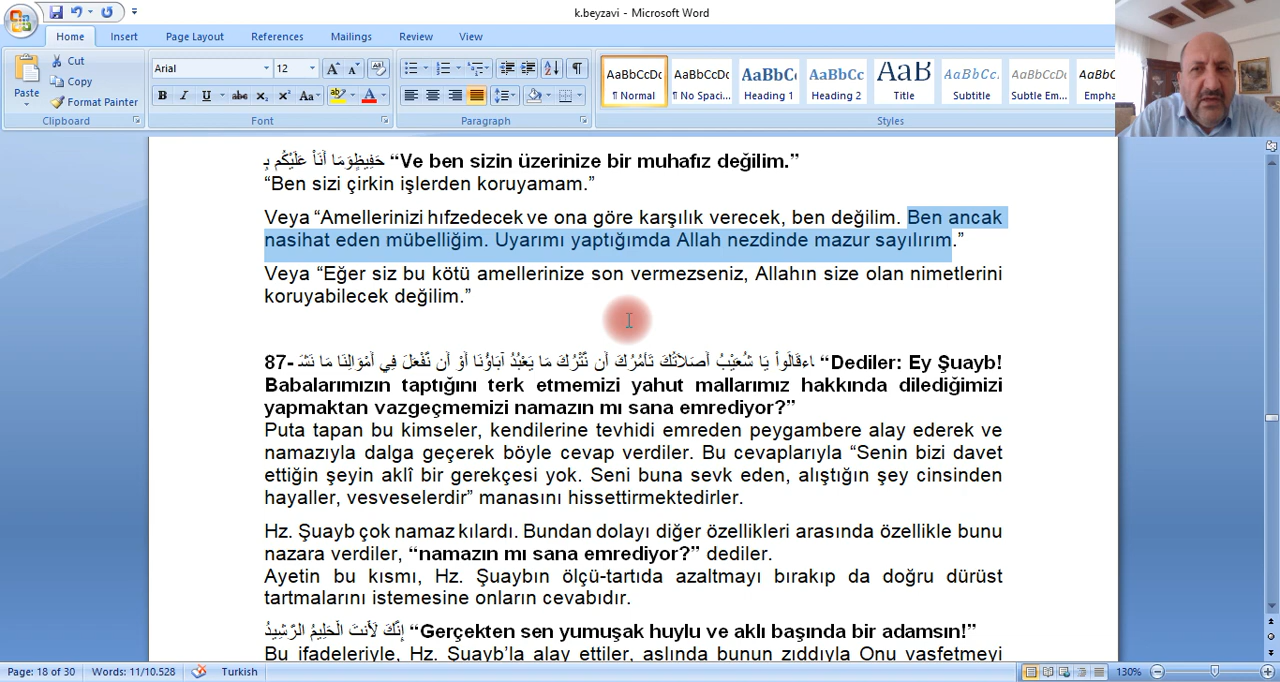 k.beyzavi - Microsoft Word
Home Insert Page Layout References Mailings Review View
Paste
Cut
Copy
Format Painter
Clipboard
Arial 12
Font
Paragraph
AaBbCcDc AaBbCcDc AaBbCc AaBbCc AaB AaBbCc. AaBbCcDc AaBbC
¶ Normal ¶ No Spaci... Heading 1 Heading 2 Title Subtitle Subtle Em... Empha
Styles
حَفِيظٍوَمَا أَنَاْ عَلَيْكُم بِ “Ve ben sizin üzerinize bir muhafız değilim.”
“Ben sizi çirkin işlerden koruyamam.”
Veya “Amellerinizi hıfzedecek ve ona göre karşılık verecek, ben değilim. Ben ancak
nasihat eden mübelliğim. Uyarımı yaptığımda Allah nezdinde mazur sayılırım.”
Veya “Eğer siz bu kötü amellerinize son vermezseniz, Allahın size olan nimetlerini
koruyabilecek değilim.”
87- اءقَالُواْ يَا شُعَيْبُ أَصَلاَتُكَ تَأْمُرُكَ أَن نَّتْرُكَ مَا يَعْبُدُ آبَاؤُنَا أَوْ أَن نَّفْعَلَ فِي أَمْوَالِنَا مَا نَشَ “Dediler: Ey Şuayb!
Babalarımızın taptığını terk etmemizi yahut mallarımız hakkında dilediğimizi
yapmaktan vazgeçmemizi namazın mı sana emrediyor?”
Puta tapan bu kimseler, kendilerine tevhidi emreden peygambere alay ederek ve
namazıyla dalga geçerek böyle cevap verdiler. Bu cevaplarıyla “Senin bizi davet
ettiğin şeyin aklî bir gerekçesi yok. Seni buna sevk eden, alıştığın şey cinsinden
hayaller, vesveselerdir” manasını hissettirmektedirler.
Hz. Şuayb çok namaz kılardı. Bundan dolayı diğer özellikleri arasında özellikle bunu
nazara verdiler, “namazın mı sana emrediyor?” dediler.
Ayetin bu kısmı, Hz. Şuaybın ölçü-tartıda azaltmayı bırakıp da doğru dürüst
tartmalarını istemesine onların cevabıdır.
إِنَّكَ لَأَنتَ الْحَلِيمُ الرَّشِيدُ “Gerçekten sen yumuşak huylu ve aklı başında bir adamsın!”
Bu ifadeleriyle, Hz. Şuayb’la alay ettiler, aslında bunun zıddıyla Onu vasfetmeyi
Page: 18 of 30 Words: 11/10.528 Turkish 130%